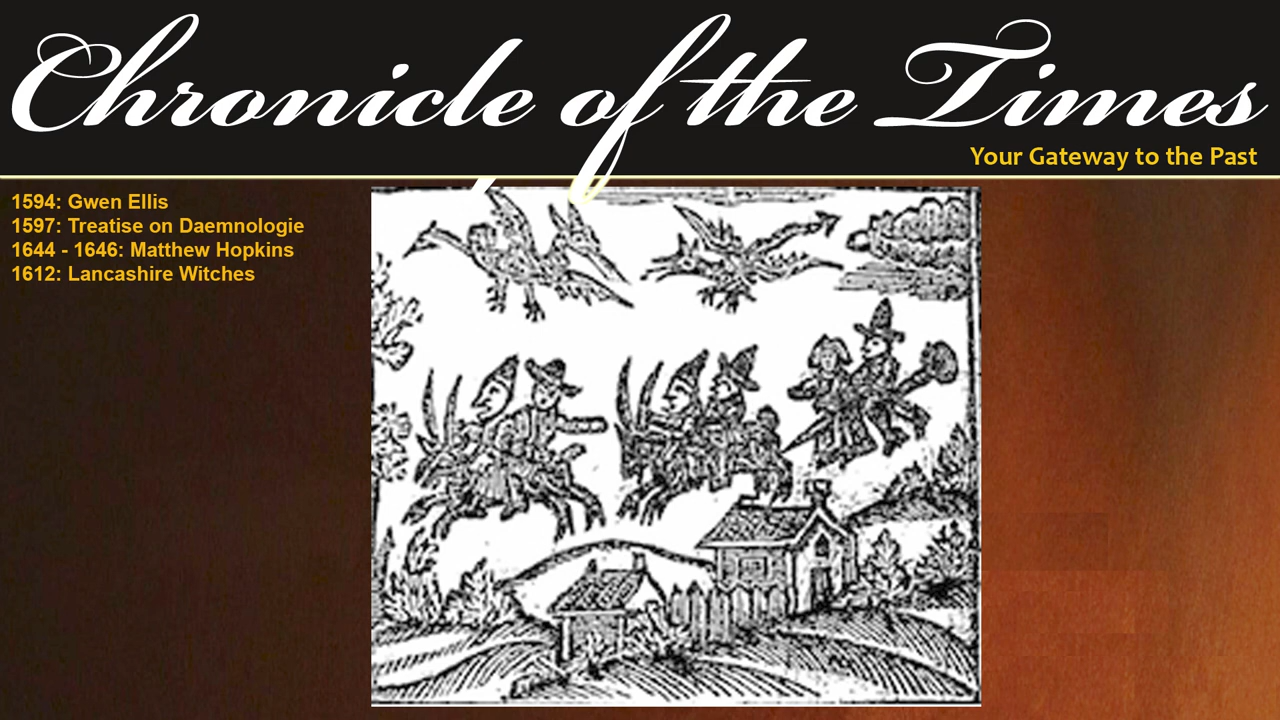 Chronicle of the Times
Your Gateway to the Past
1594: Gwen Ellis
1597: Treatise on Daemnologie
1644 - 1646: Matthew Hopkins
1612: Lancashire Witches